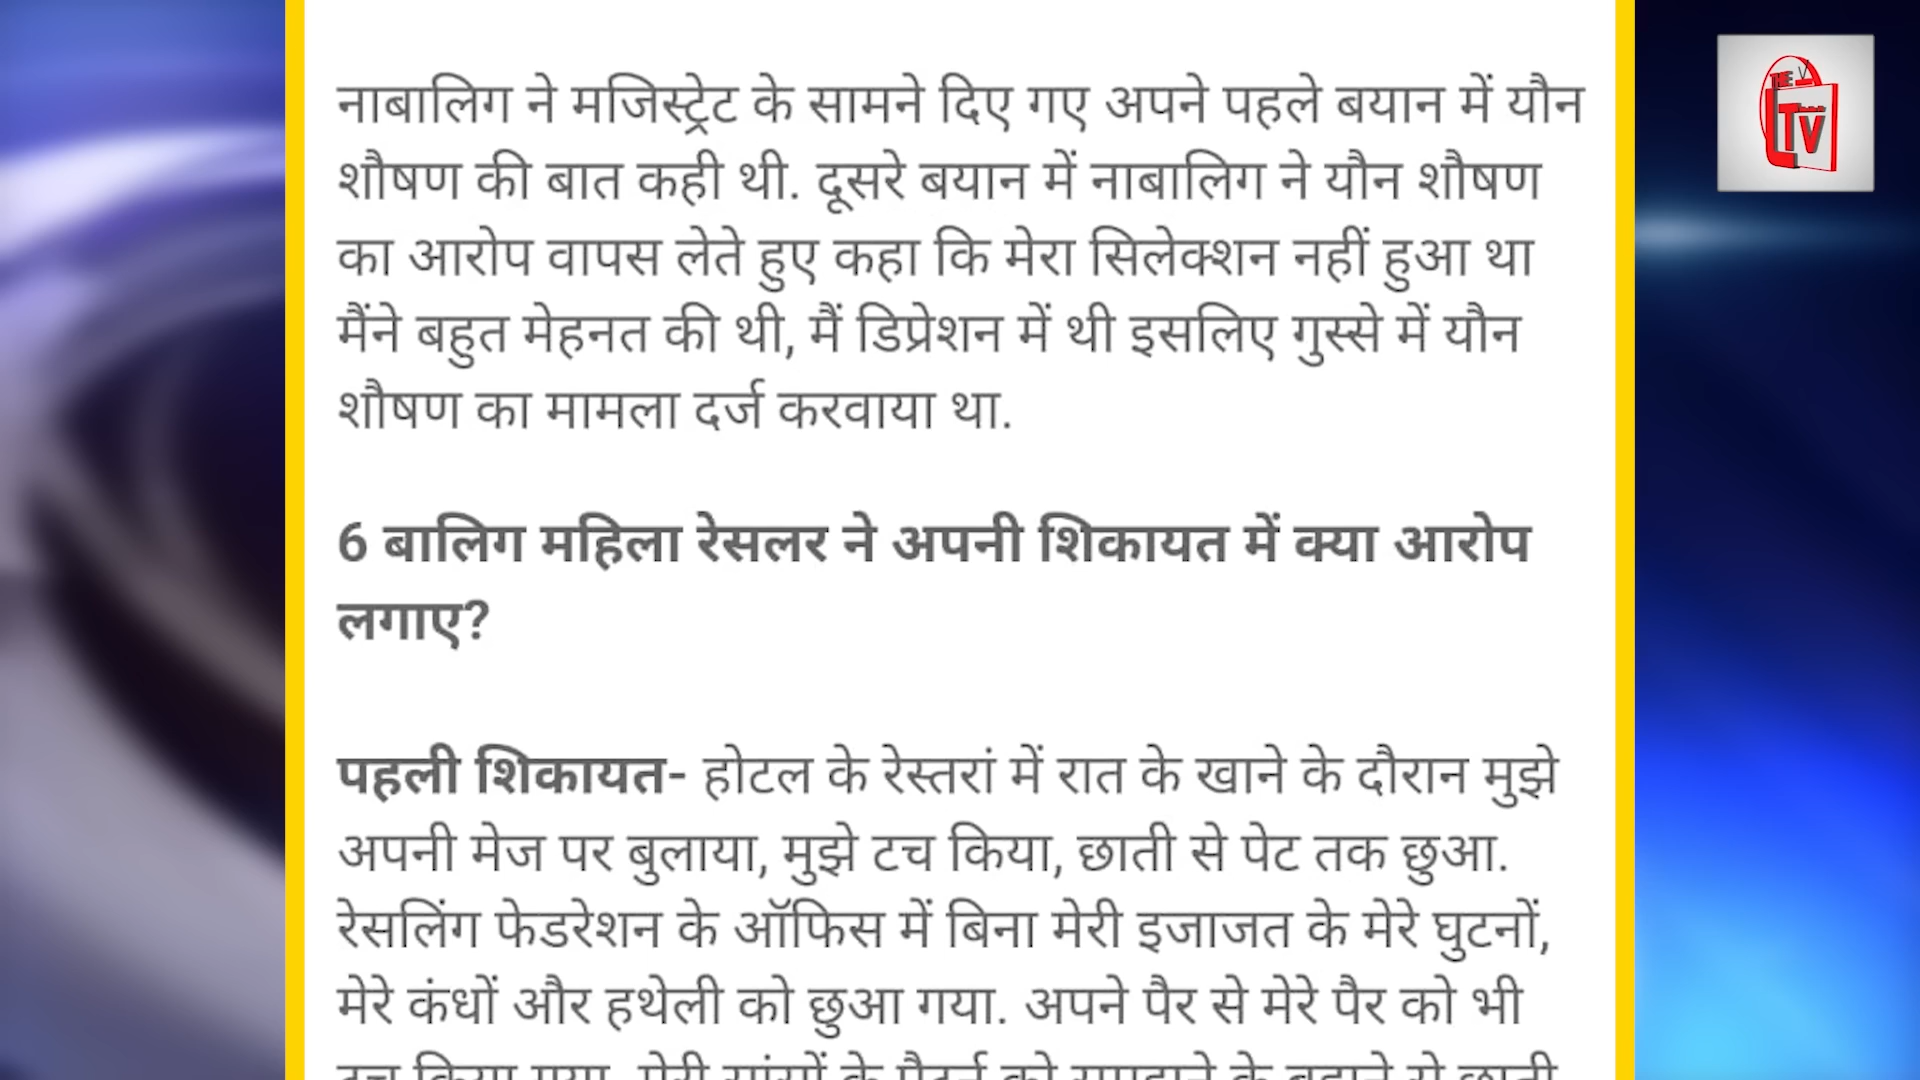 नाबालिग ने मजिस्ट्रेट के सामने दिए गए अपने पहले बयान में यौन
शौषण की बात कही थी. दूसरे बयान में नाबालिग ने यौन शौषण
का आरोप वापस लेते हुए कहा कि मेरा सिलेक्शन नहीं हुआ था
मैंने बहुत मेहनत की थी, मैं डिप्रेशन में थी इसलिए गुस्से में यौन
शौषण का मामला दर्ज करवाया था.
6 बालिग महिला रेसलर ने अपनी शिकायत में क्या आरोप
लगाए?
पहली शिकायत- होटल के रेस्तरां में रात के खाने के दौरान मुझे
अपनी मेज पर बुलाया, मुझे टच किया, छाती से पेट तक छुआ.
रेसलिंग फेडरेशन के ऑफिस में बिना मेरी इजाजत के मेरे घुटनों,
मेरे कंधों और हथेली को छुआ गया. अपने पैर से मेरे पैर को भी
THE
TV